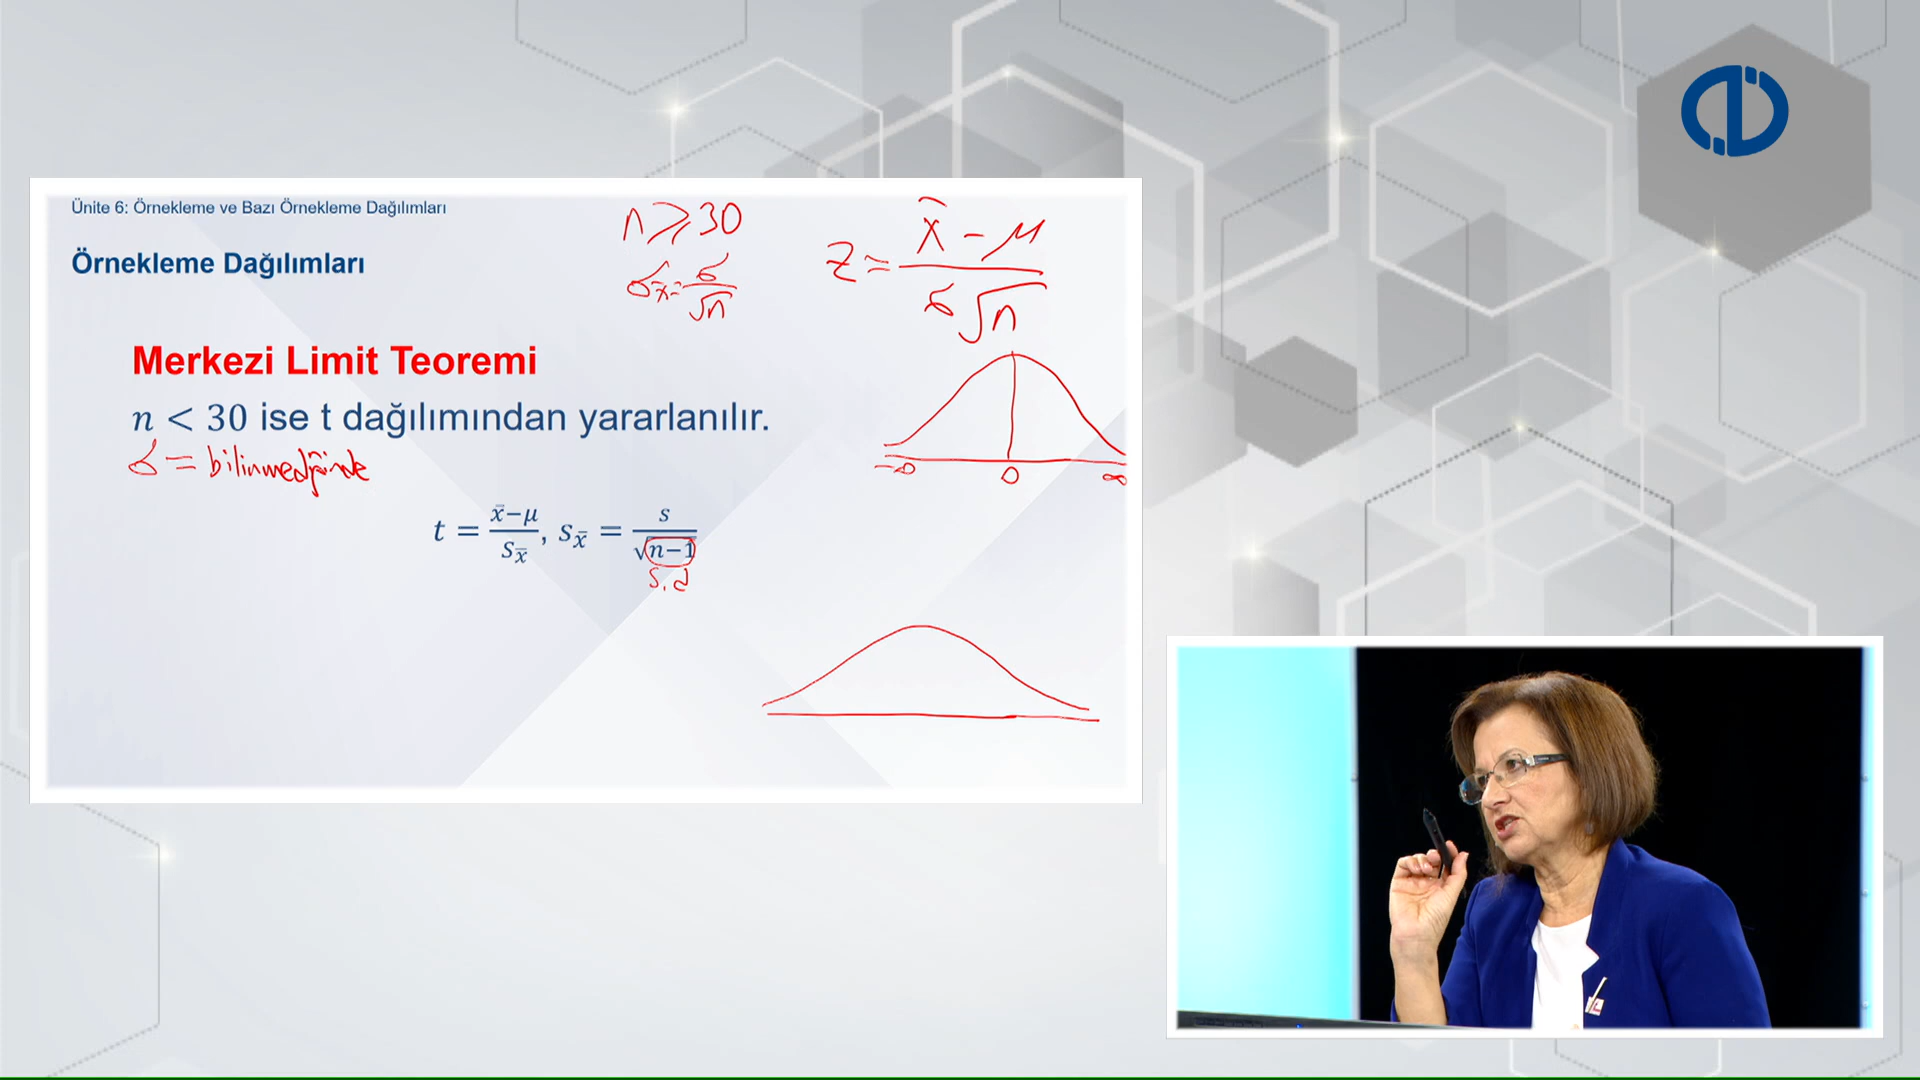 Ünite 6: Örnekleme ve Bazı Örnekleme Dağılımları
Örnekleme Dağılımları
n ⩾ 30
σx̄ = σ/√n
z = (x̄ − μ)/(σ√n)
Merkezi Limit Teoremi
n < 30 ise t dağılımından yararlanılır.
σ = bilinmediğinde
−∞ 0 ∞
t = (x̄−μ)/Sx̄, sx̄ = s/√(n−1)
s.d